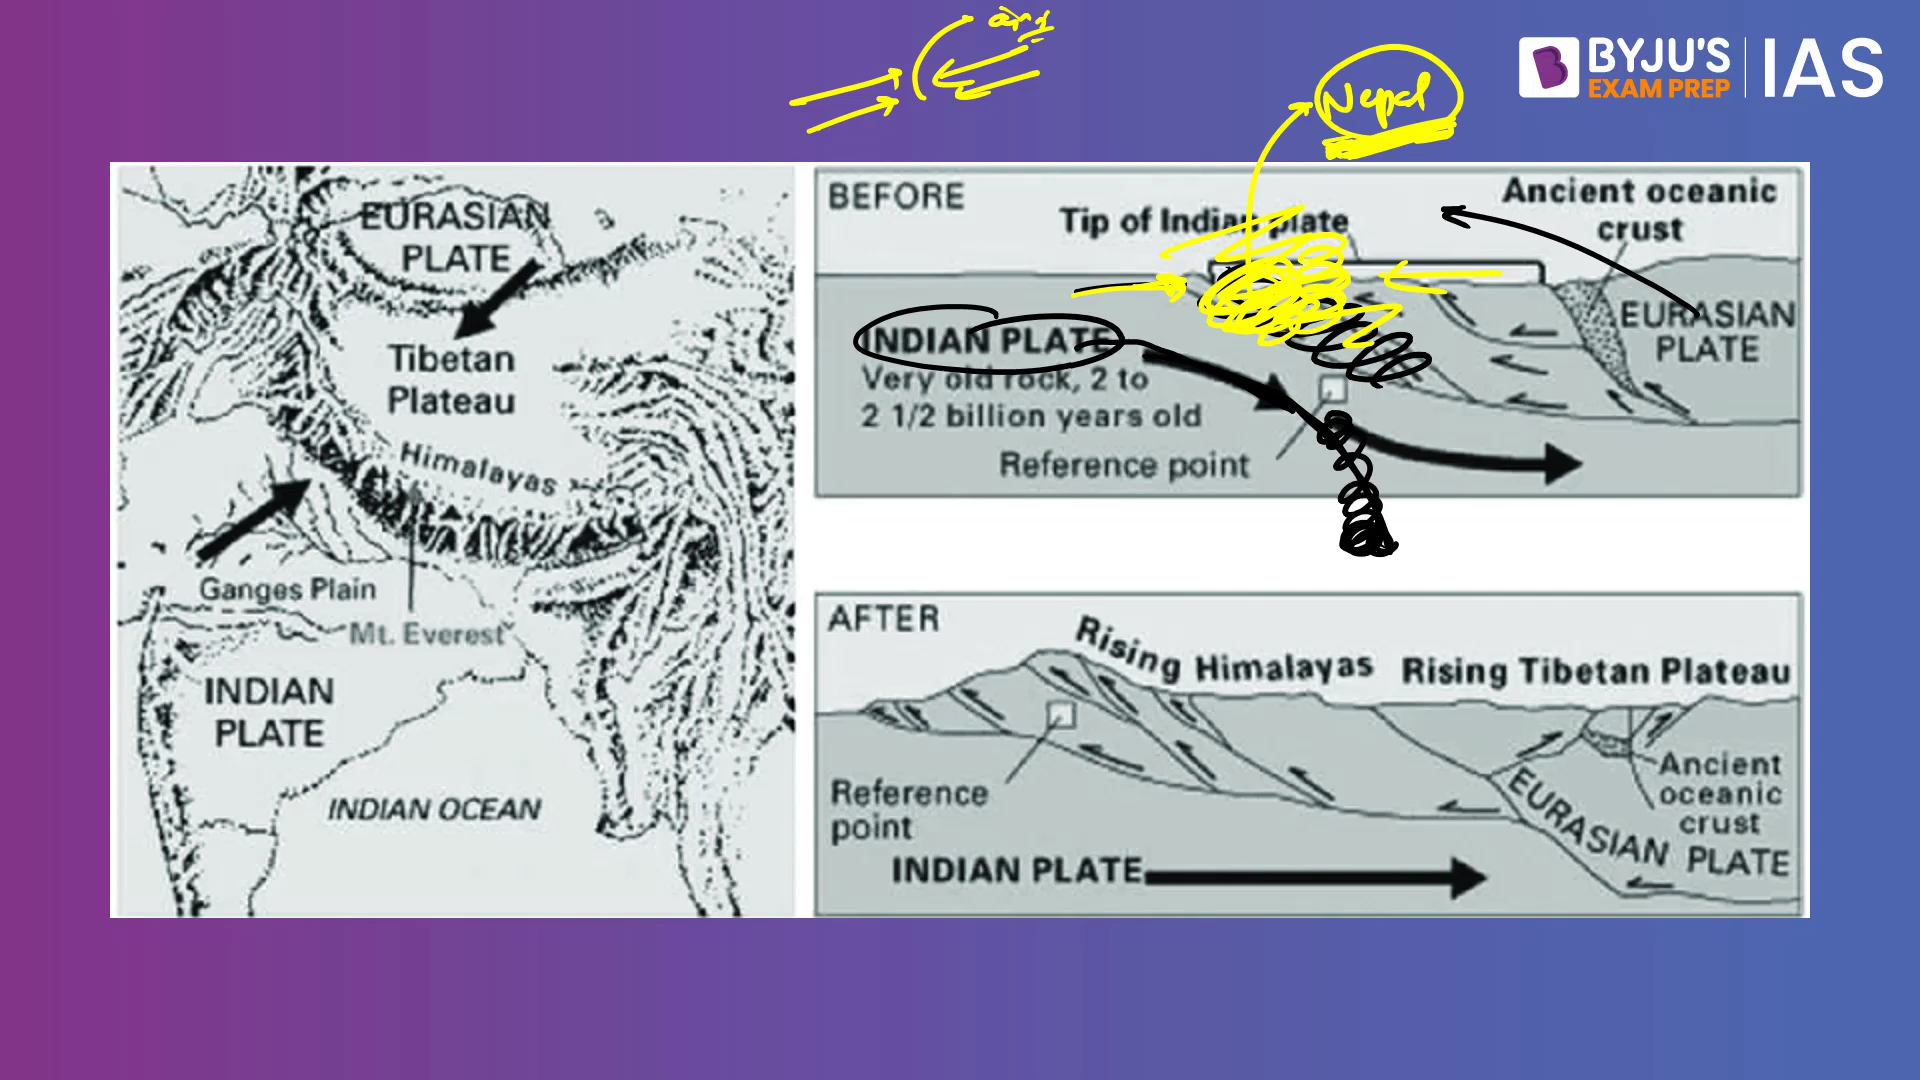 BYJU'S
EXAM PREP
IAS
Nepal
EURASIAN
PLATE
Tibetan
Plateau
Himalayas
Ganges Plain
Mt. Everest
INDIAN
PLATE
INDIAN OCEAN
BEFORE
Tip of Indian plate
Ancient oceanic
crust
INDIAN PLATE
Very old rock, 2 to
2 1/2 billion years old
Reference point
EURASIAN
PLATE
AFTER
Rising Himalayas
Rising Tibetan Plateau
Reference
point
INDIAN PLATE
EURASIAN PLATE
Ancient
oceanic
crust